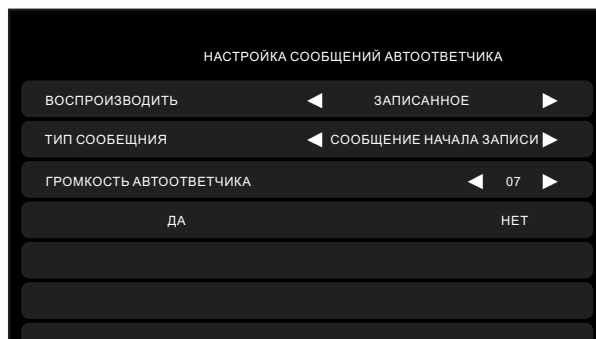 НАСТРОЙКА СООБЩЕНИЙ АВТООТВЕТЧИКА
ВОСПРОИЗВОДИТЬ ◀ ЗАПИСАННОЕ ▶
ТИП СООБЕЩНИЯ ◀ СООБЩЕНИЕ НАЧАЛА ЗАПИСИ ▶
ГРОМКОСТЬ АВТООТВЕТЧИКА ◀ 07 ▶
ДА НЕТ